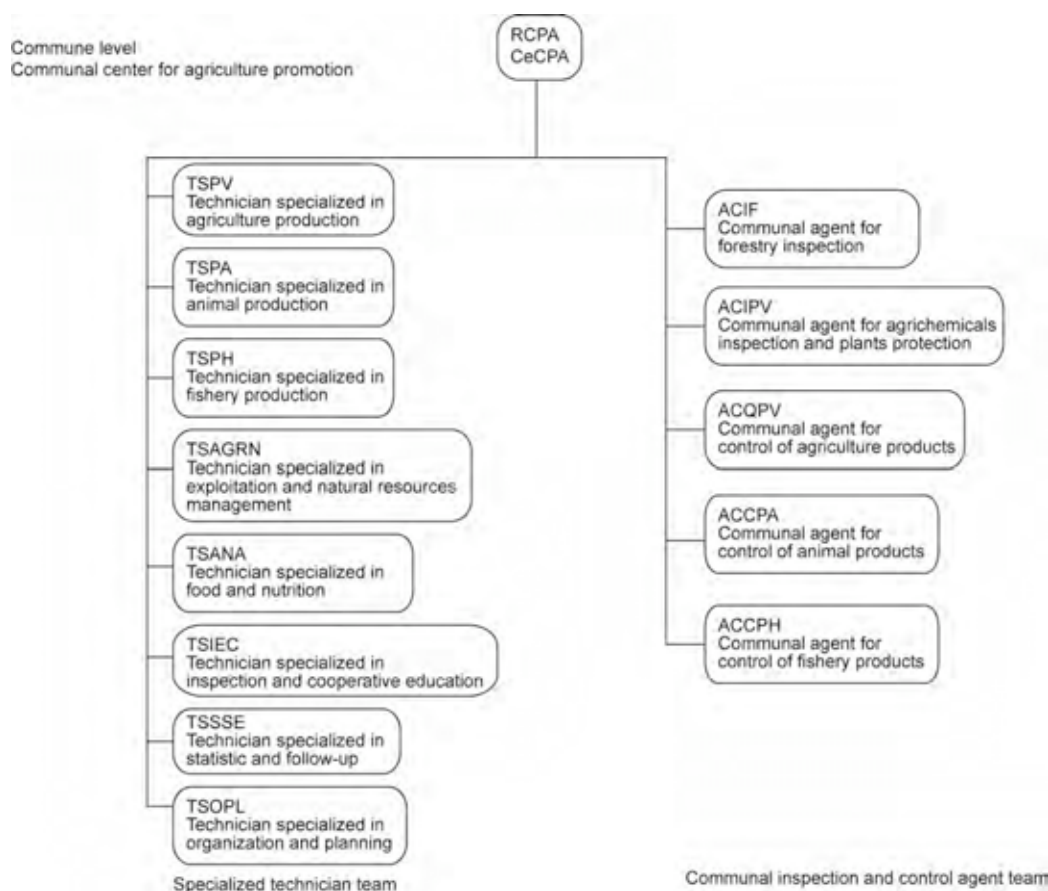 RCPA
CeCPA
Commune level
Communal center for agriculture promotion
TSPV
Technician specialized in
agriculture production
TSPA
Technician specialized in
animal production
TSPH
Technician specialized in
fishery production
TSAGRN
Technician specialized in
exploitation and natural resources
management
TSANA
Technician specialized in
food and nutrition
TSIEC
Technician specialized in
inspection and cooperative education
TSSSE
Technician specialized in
statistic and follow-up
TSOPL
Technician specialized in
organization and planning
Specialized technician team
ACIF
Communal agent for
forestry inspection
ACIPV
Communal agent for agrichemicals
inspection and plants protection
ACQPV
Communal agent for
control of agriculture products
ACCPA
Communal agent for
control of animal products
ACCPH
Communal agent for
control of fishery products
Communal inspection and control agent team